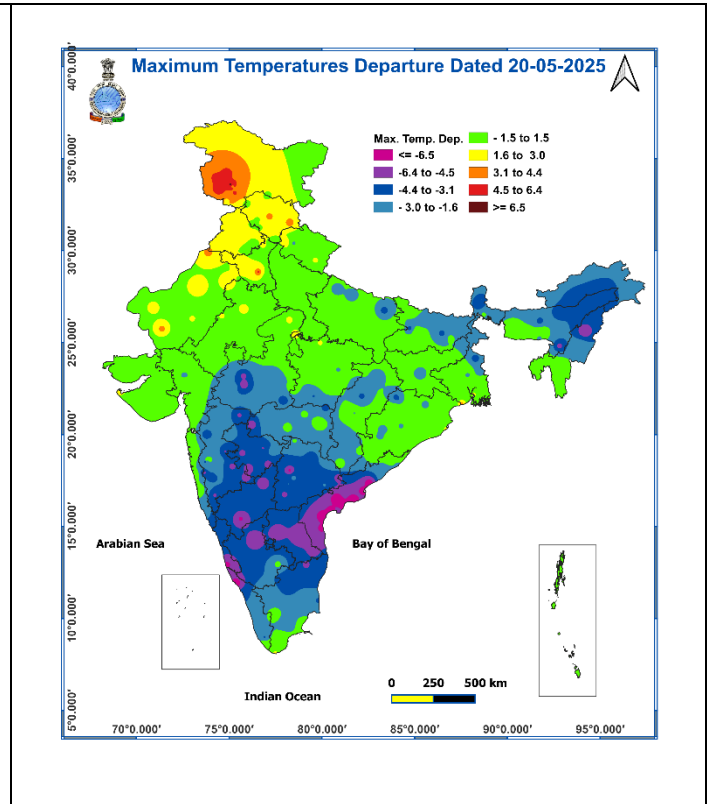 Maximum Temperatures Departure Dated 20-05-2025
Max. Temp. Dep.
<= -6.5
-6.4 to -4.5
-4.4 to -3.1
- 3.0 to -1.6
- 1.5 to 1.5
1.6 to 3.0
3.1 to 4.4
4.5 to 6.4
>= 6.5
40°0.000'
35°0.000'
30°0.000'
25°0.000'
20°0.000'
15°0.000'
10°0.000'
5°0.000'
Arabian Sea
Bay of Bengal
Indian Ocean
0 250 500 km
70°0.000' 75°0.000' 80°0.000' 85°0.000' 90°0.000' 95°0.000'